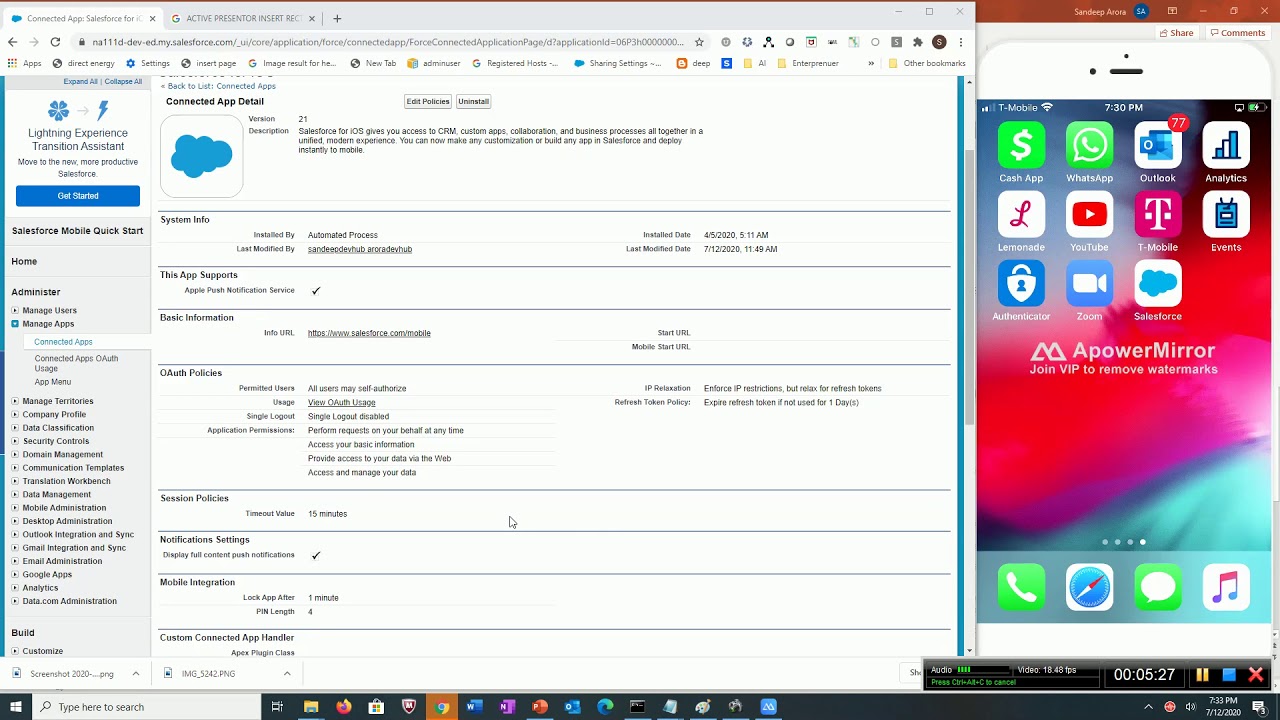 Connected App: Salesforce for iO
ACTIVE PRESENTOR INSERT RECT
Sandeep Arora
SA
Share
Comments
na111d-dev-ed.my.salesforce.com/_ui/core/application/force/connectedapp/ForceConnectedApplicationPage/d?applicationId=06P3h0000000
S
Apps
direct energy
Settings
insert page
Image result for he...
New Tab
adminuser
Registered Hosts -...
Sharing Settings ~...
deep
AI
Enterprenuer
»
Other bookmarks
Expand All | Collapse All
Lightning Experience
Transition Assistant
Move to the new, more productive
Salesforce.
Get Started
Salesforce Mobile Quick Start
Home
Administer
Manage Users
Manage Apps
Connected Apps
Connected Apps OAuth
Usage
App Menu
Manage Territories
Company Profile
Data Classification
Security Controls
Domain Management
Communication Templates
Translation Workbench
Data Management
Mobile Administration
Desktop Administration
Outlook Integration and Sync
Gmail Integration and Sync
Email Administration
Google Apps
Analytics
Data.com Administration
Build
Customize
« Back to List: Connected Apps
Connected App Detail
Edit Policies
Uninstall
Version 21
Description Salesforce for iOS gives you access to CRM, custom apps, collaboration, and business processes all together in a
unified, modern experience. You can now make any customization or build any app in Salesforce and deploy
instantly to mobile.
System Info
Installed By Automated Process Installed Date 4/5/2020, 5:11 AM
Last Modified By sandeepdevhub aroradevhub Last Modified Date 7/12/2020, 11:49 AM
This App Supports
Apple Push Notification Service ✓
Basic Information
Info URL https://www.salesforce.com/mobile Start URL
Mobile Start URL
OAuth Policies
Permitted Users All users may self-authorize IP Relaxation Enforce IP restrictions, but relax for refresh tokens
Usage View OAuth Usage Refresh Token Policy: Expire refresh token if not used for 1 Day(s)
Single Logout Single Logout disabled
Application Permissions: Perform requests on your behalf at any time
Access your basic information
Provide access to your data via the Web
Access and manage your data
Session Policies
Timeout Value 15 minutes
Notifications Settings
Display full content push notifications ✓
Mobile Integration
Lock App After 1 minute
PIN Length 4
Custom Connected App Handler
Apex Plugin Class
T-Mobile 7:30 PM
77
Cash App WhatsApp Outlook Analytics
Lemonade YouTube T-Mobile Events
Authenticator Zoom Salesforce
ApowerMirror
Join VIP to remove watermarks
Screenshot 2020-....png
IMG_5242.PNG
Audio
Video: 18.48 fps
00:05:27
Press Ctrl+Alt+C to cancel
Type here to search
7:33 PM
7/12/2020